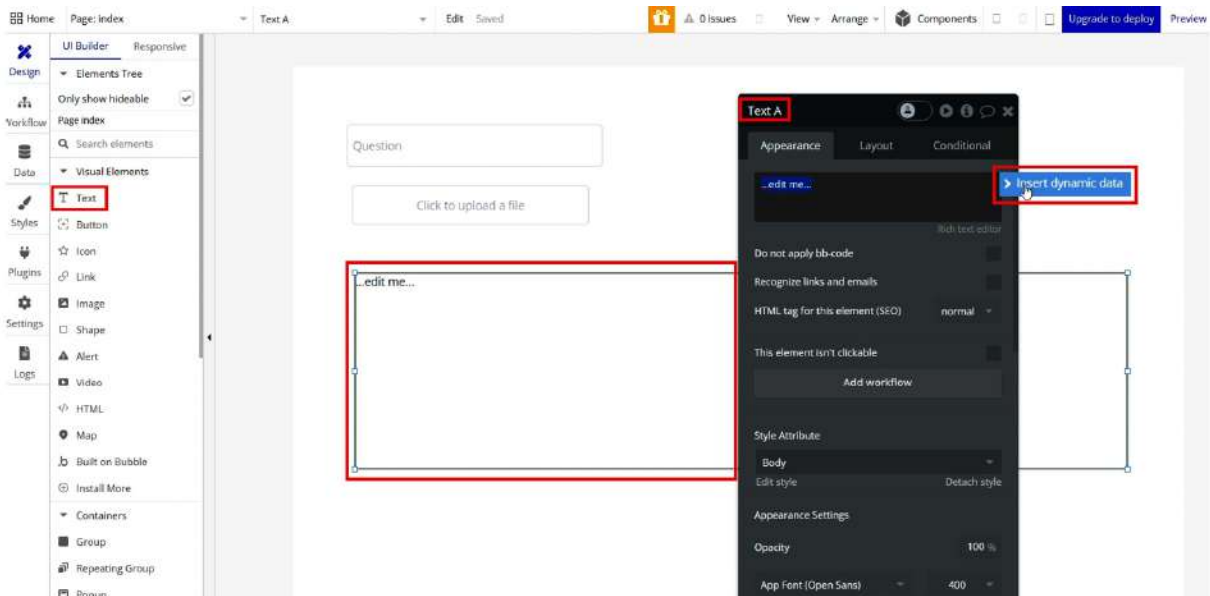 Home Page: index Text A Edit Saved 0 issues View Arrange Components Upgrade to deploy Preview
Design
Workflow
Data
Styles
Plugins
Settings
Logs
UI Builder Responsive
Elements Tree
Only show hideable
Page index
Search elements
Visual Elements
Text
Button
Icon
Link
Image
Shape
Alert
Video
HTML
Map
Built on Bubble
Install More
Containers
Group
Repeating Group
Popup
Question
Click to upload a file
...edit me...
Text A
Appearance Layout Conditional
...edit me...
Insert dynamic data
Rich text editor
Do not apply bb-code
Recognize links and emails
HTML tag for this element (SEO) normal
This element isn't clickable
Add workflow
Style Attribute
Body
Edit style Detach style
Appearance Settings
Opacity 100 %
App Font (Open Sans) 400